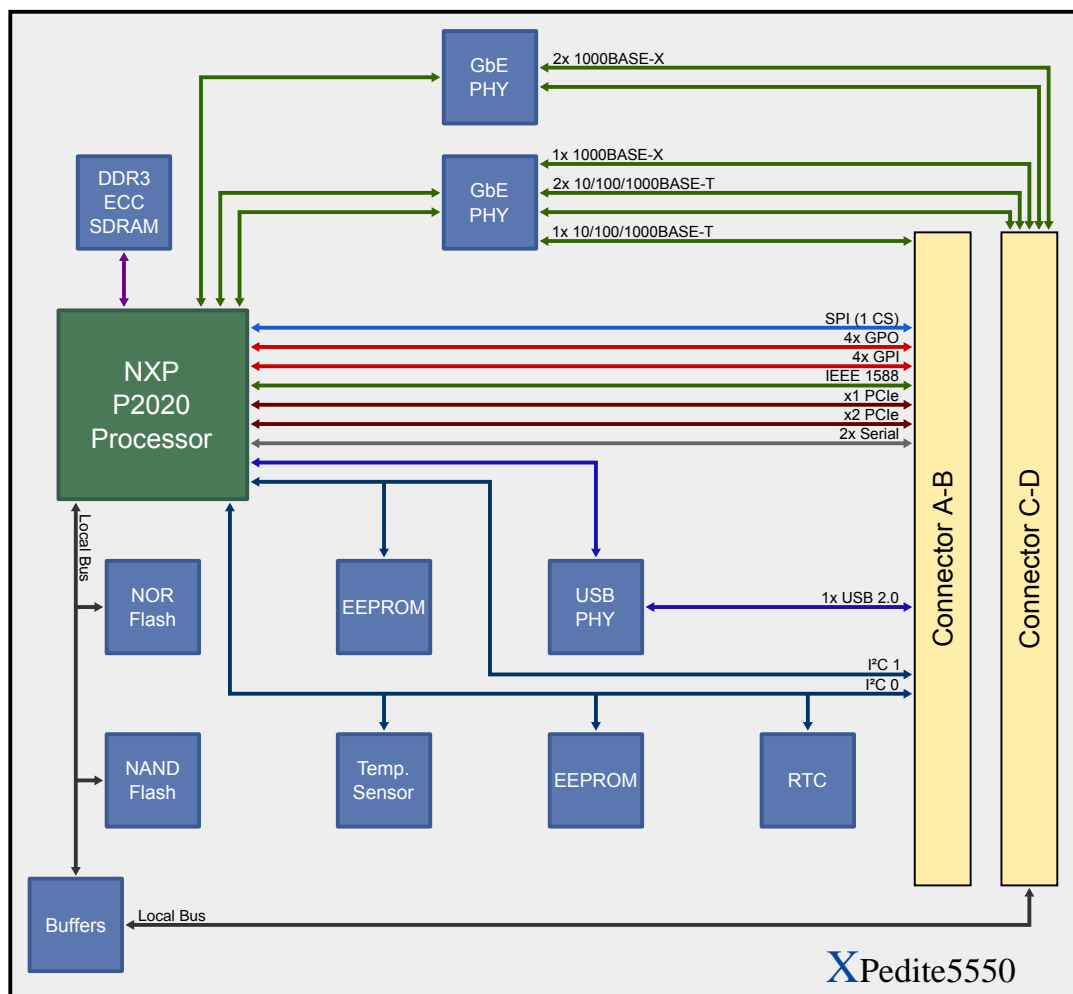 GbE
PHY
2x 1000BASE-X
DDR3
ECC
SDRAM
GbE
PHY
1x 1000BASE-X
2x 10/100/1000BASE-T
1x 10/100/1000BASE-T
NXP
P2020
Processor
SPI (1 CS)
4x GPO
4x GPI
IEEE 1588
x1 PCIe
x2 PCIe
2x Serial
Connector A-B
Connector C-D
Local Bus
NOR
Flash
EEPROM
USB
PHY
1x USB 2.0
I²C 1
I²C 0
NAND
Flash
Temp.
Sensor
EEPROM
RTC
Buffers
Local Bus
XPedite5550